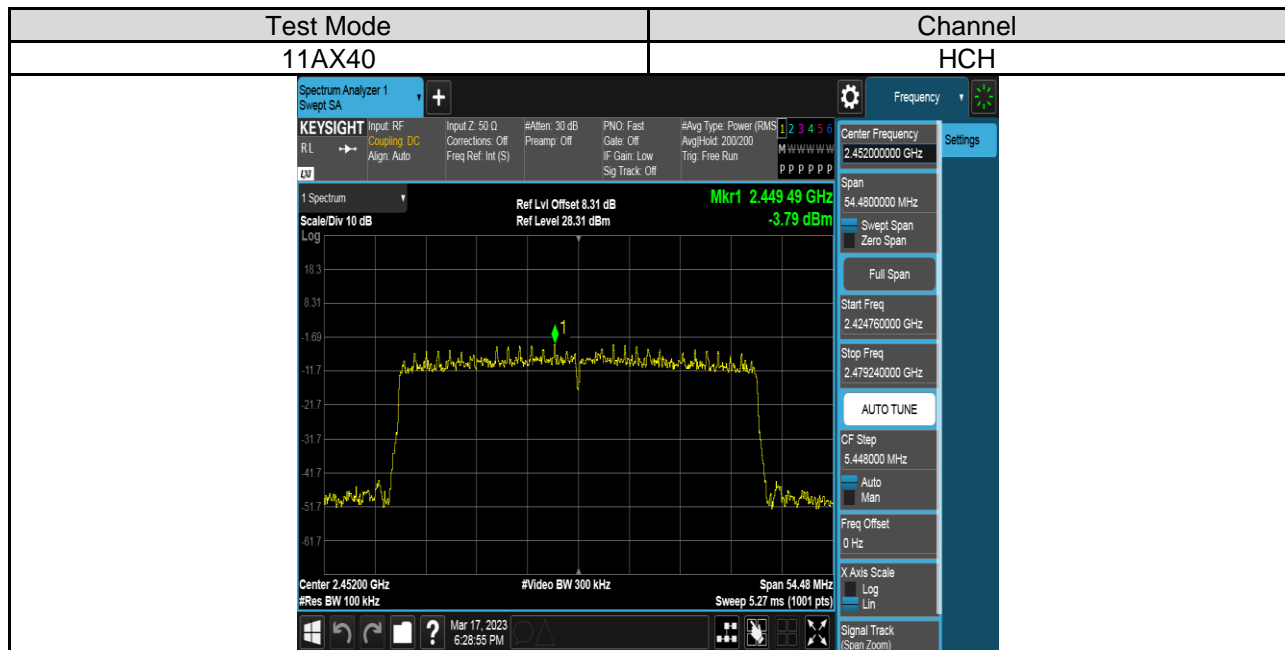 Test Mode
Channel
11AX40
HCH
Spectrum Analyzer 1
Swept SA
+
Frequency
KEYSIGHT
RL
LXI
Input: RF
Coupling: DC
Align: Auto
Input Z: 50 Ω
Corrections: Off
Freq Ref: Int (S)
#Atten: 30 dB
Preamp: Off
PNO: Fast
Gate: Off
IF Gain: Low
Sig Track: Off
#Avg Type: Power (RMS
Avg|Hold: 200/200
Trig: Free Run
1 2 3 4 5 6
M W W W W W
P P P P P P
1 Spectrum
Scale/Div 10 dB
Log
Ref Lvl Offset 8.31 dB
Ref Level 28.31 dBm
Mkr1 2.449 49 GHz
-3.79 dBm
18.3
8.31
-1.69
-11.7
-21.7
-31.7
-41.7
-51.7
-61.7
1
Center 2.45200 GHz
#Res BW 100 kHz
#Video BW 300 kHz
Span 54.48 MHz
Sweep 5.27 ms (1001 pts)
?
Mar 17, 2023
6:28:55 PM
Center Frequency
2.452000000 GHz
Settings
Span
54.4800000 MHz
Swept Span
Zero Span
Full Span
Start Freq
2.424760000 GHz
Stop Freq
2.479240000 GHz
AUTO TUNE
CF Step
5.448000 MHz
Auto
Man
Freq Offset
0 Hz
X Axis Scale
Log
Lin
Signal Track
(Span Zoom)